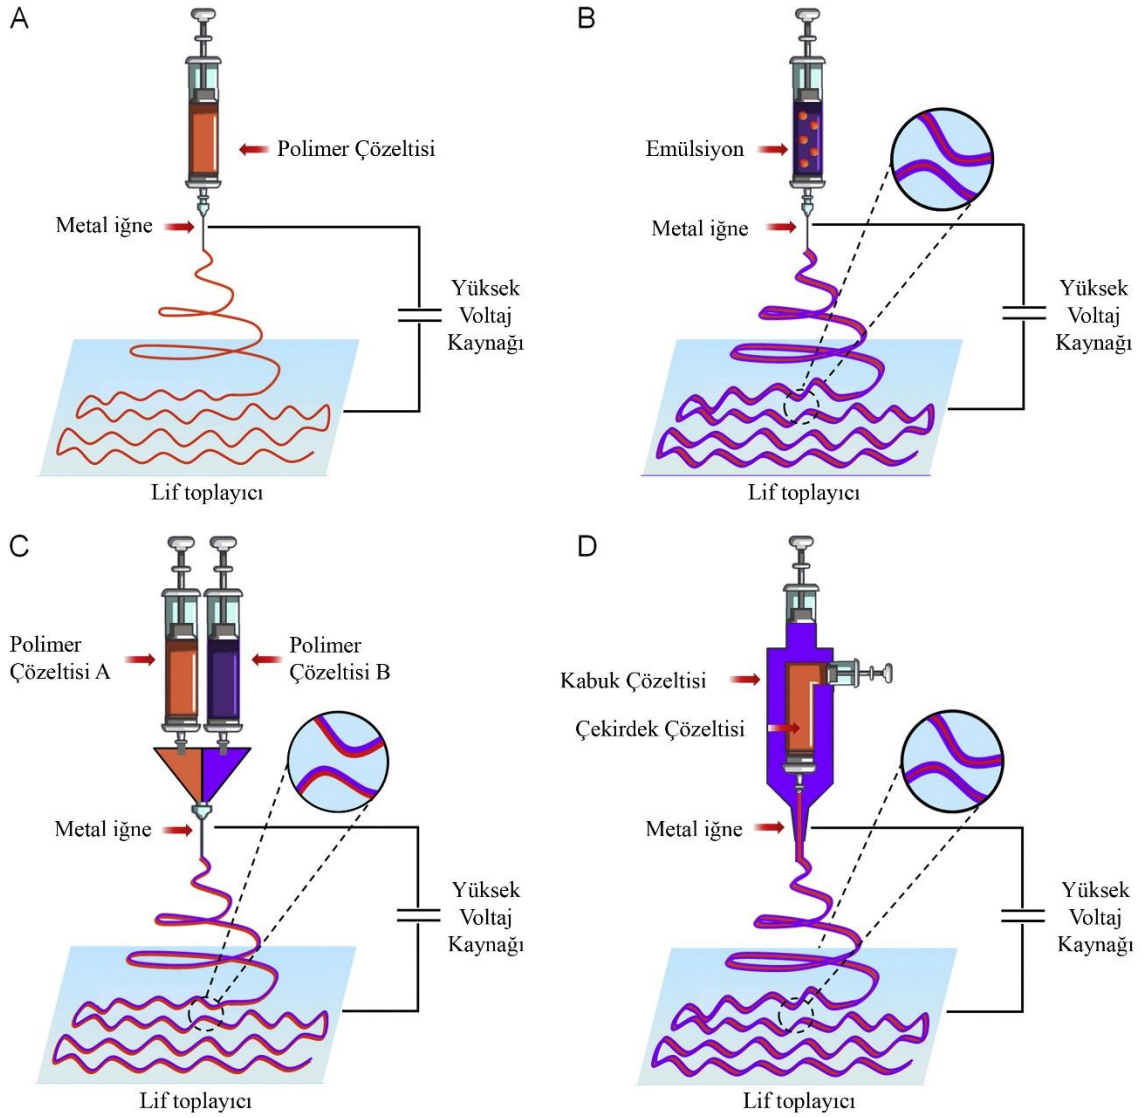 A
Polimer Çözeltisi
Metal iğne
Yüksek
Voltaj
Kaynağı
Lif toplayıcı
B
Emülsiyon
Metal iğne
Yüksek
Voltaj
Kaynağı
Lif toplayıcı
C
Polimer
Çözeltisi A
Polimer
Çözeltisi B
Metal iğne
Yüksek
Voltaj
Kaynağı
Lif toplayıcı
D
Kabuk Çözeltisi
Çekirdek Çözeltisi
Metal iğne
Yüksek
Voltaj
Kaynağı
Lif toplayıcı